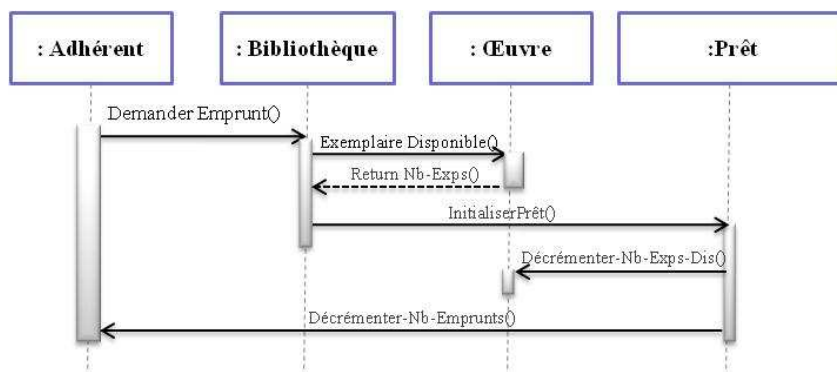 : Adhérent
: Bibliothèque
: Œuvre
:Prêt
Demander Emprunt()
Exemplaire Disponible()
Return Nb-Exps()
InitialiserPrêt()
Décrémenter-Nb-Exps-Dis()
Décrémenter-Nb-Emprunts()